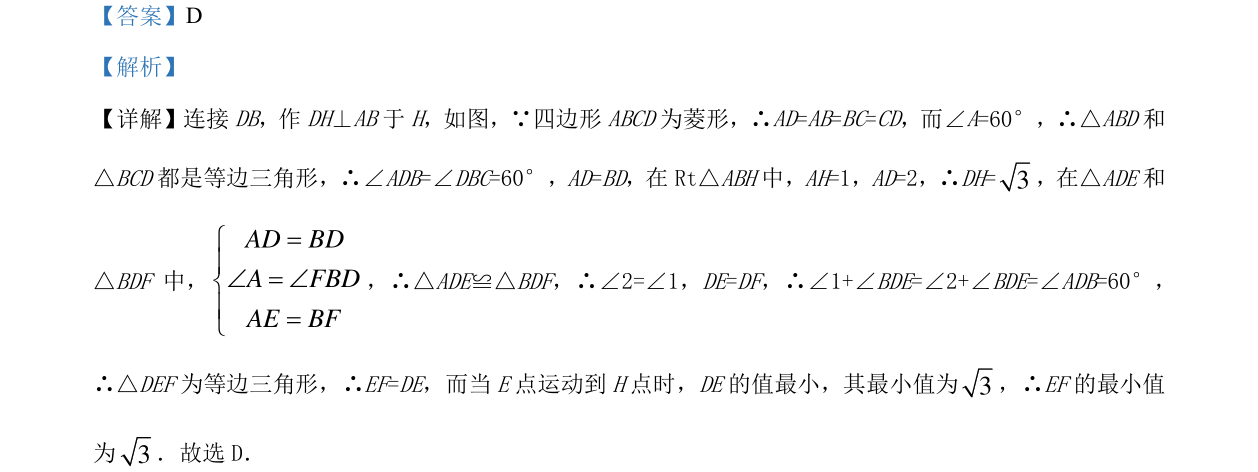 【答案】D
【解析】
【详解】连接 DB，作 DH⊥AB 于 H，如图，∵四边形 ABCD 为菱形，∴AD=AB=BC=CD，而∠A=60°，∴△ABD 和
△BCD 都是等边三角形，∴∠ADB=∠DBC=60°，AD=BD，在 Rt△ABH 中，AH=1，AD=2，∴DH=√3，在△ADE 和
AD = BD
△BDF 中，{∠A = ∠FBD，∴△ADE≌△BDF，∴∠2=∠1，DE=DF，∴∠1+∠BDE=∠2+∠BDE=∠ADB=60°，
AE = BF
∴△DEF 为等边三角形，∴EF=DE，而当 E 点运动到 H 点时，DE 的值最小，其最小值为√3，∴EF 的最小值
为√3．故选 D．